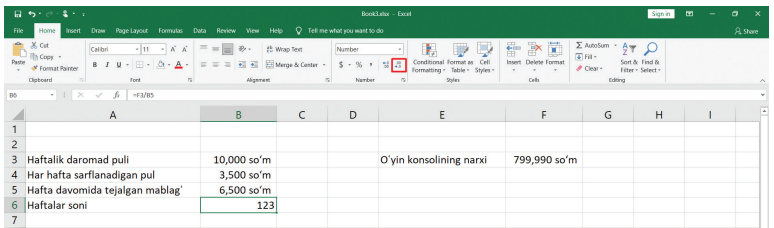 Book3.xlsx - Excel
Sign in
File Home Insert Draw Page Layout Formulas Data Review View Help Tell me what you want to do Share
Paste
Cut
Copy
Format Painter
Clipboard
Calibri 11 A A
B I U A
Font
Wrap Text
Merge & Center
Alignment
Number
$ % ,
Number
Conditional Formatting
Format as Table
Cell Styles
Styles
Insert Delete Format
Cells
AutoSum
Fill
Clear
Sort & Filter
Find & Select
Editing
B6 fx =F3/B5
A B C D E F G H I
1
2
3 Haftalik daromad puli 10,000 so‘m O‘yin konsolining narxi 799,990 so‘m
4 Har hafta sarflanadigan pul 3,500 so‘m
5 Hafta davomida tejalgan mablag‘ 6,500 so‘m
6 Haftalar soni 123
7